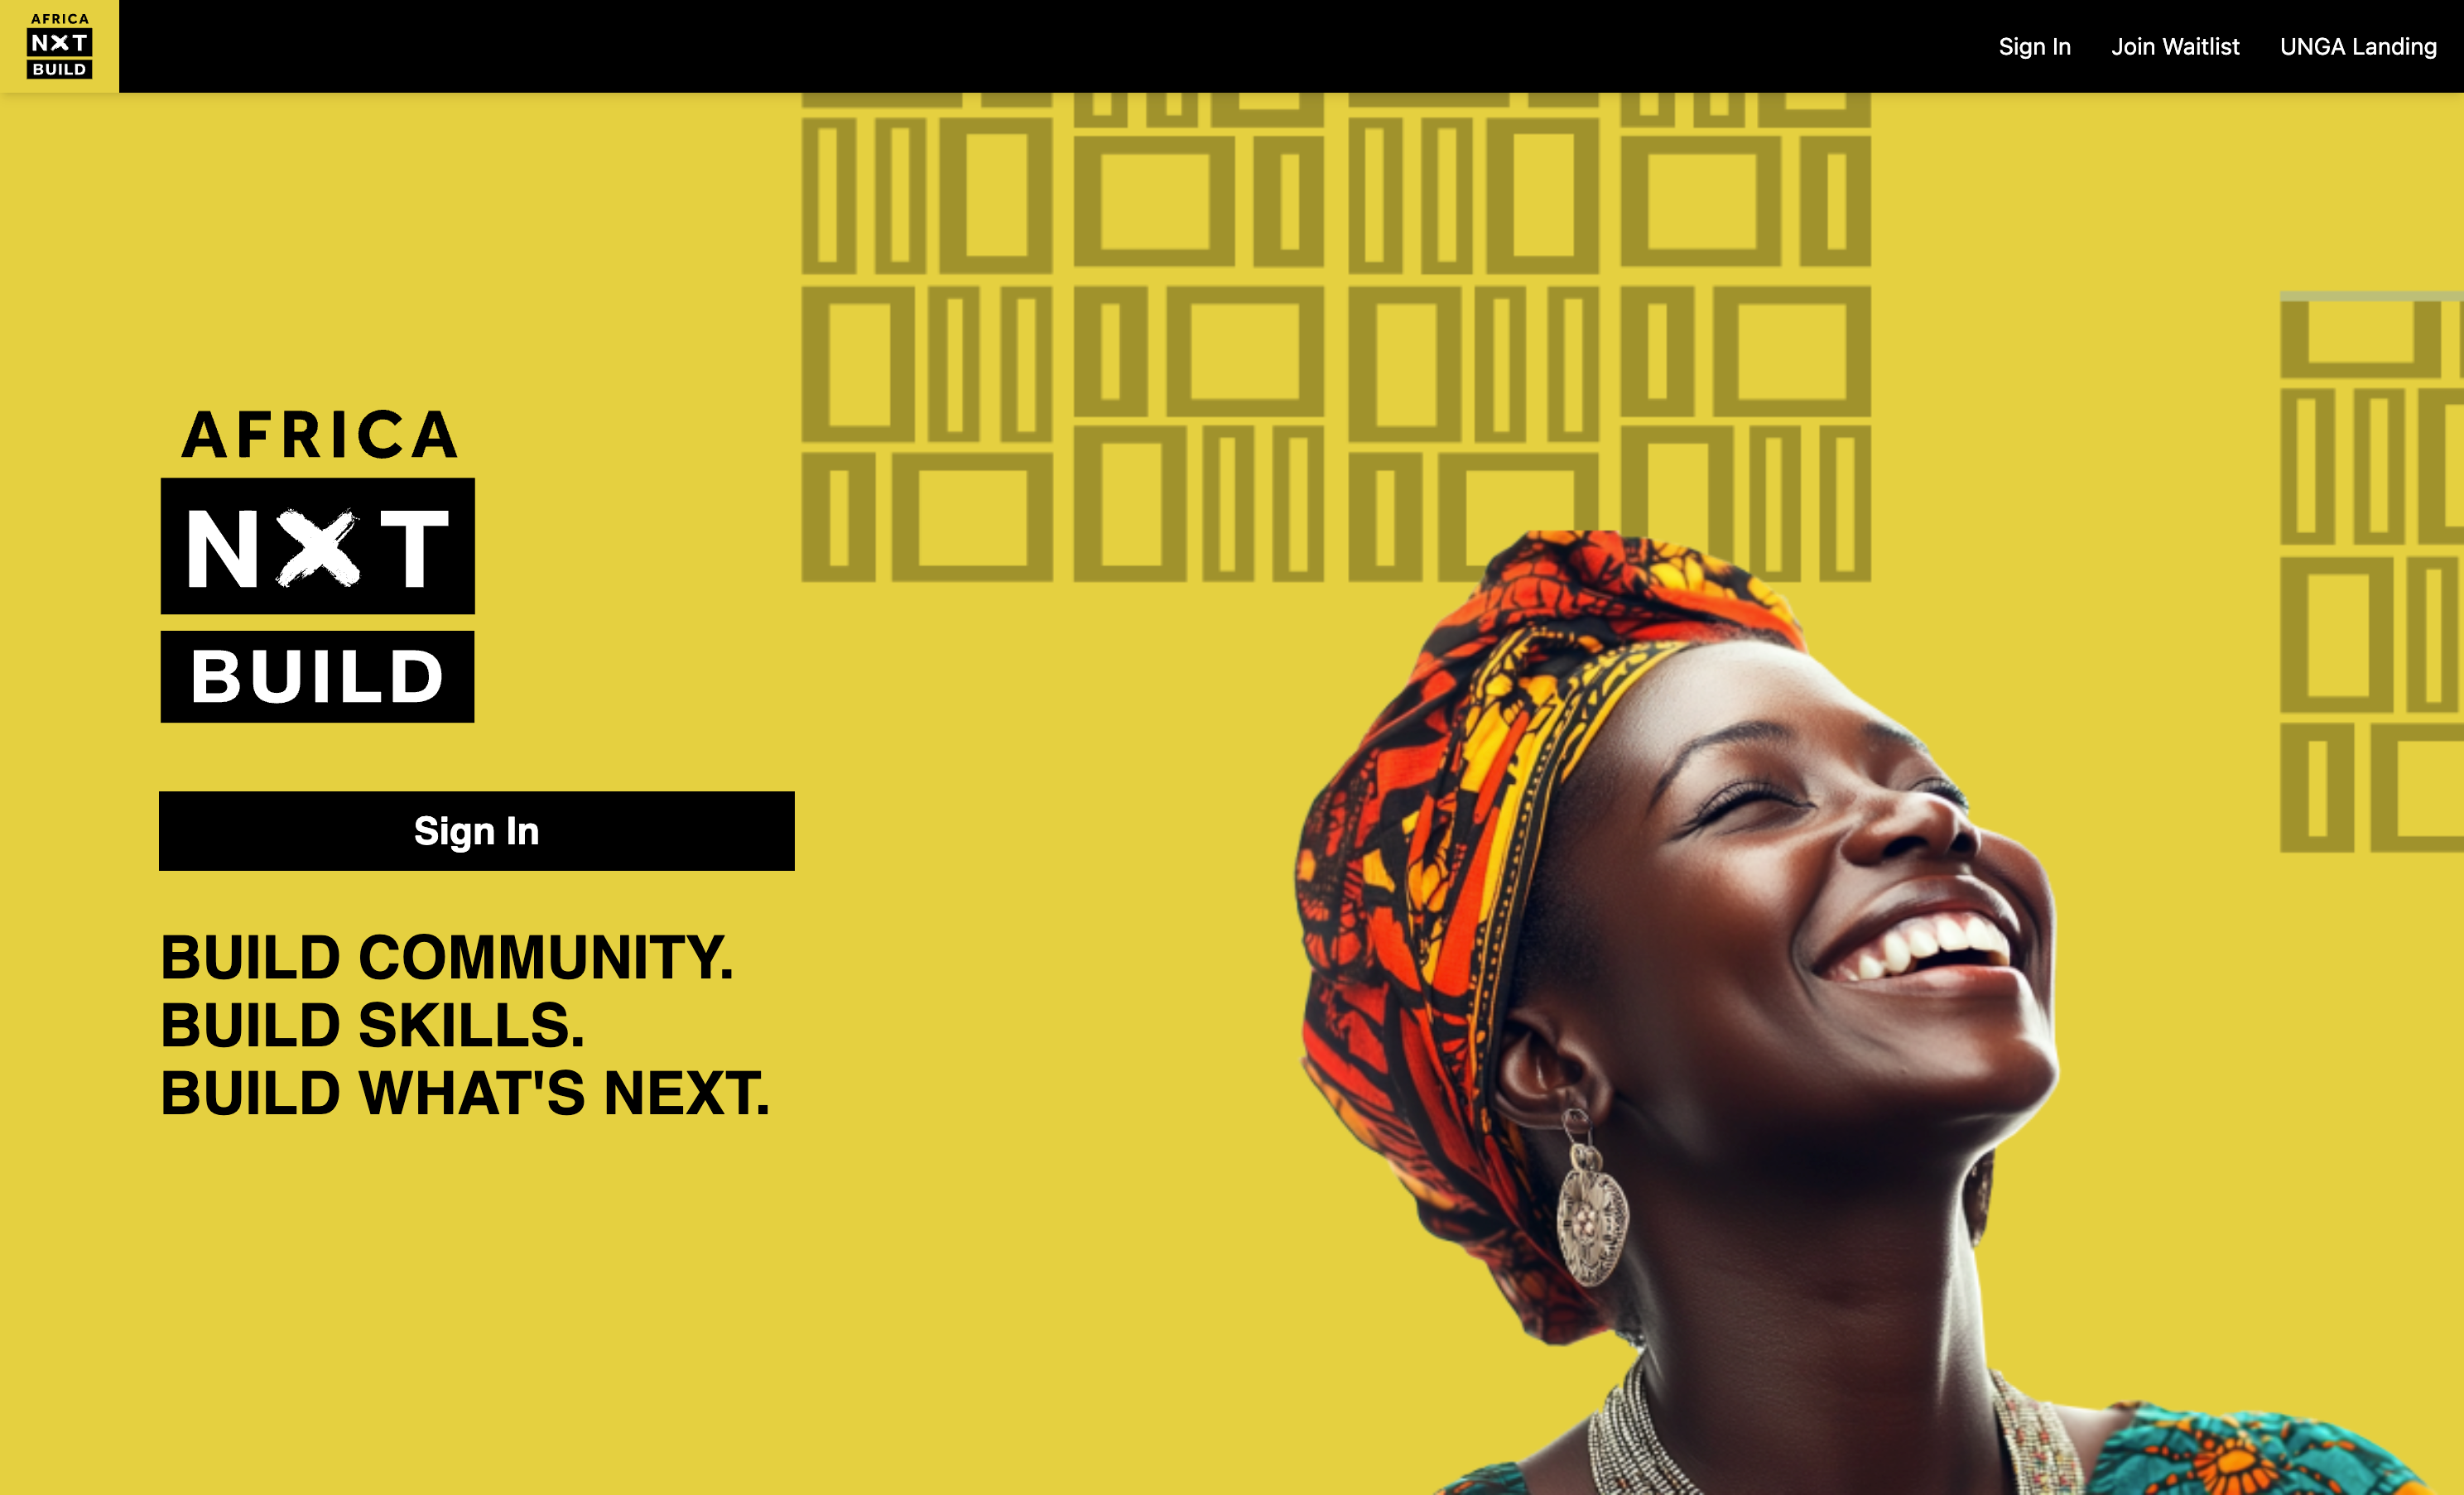 AFRICA
NXT
BUILD
Sign In
Join Waitlist
UNGA Landing
AFRICA
NXT
BUILD
Sign In
BUILD COMMUNITY.
BUILD SKILLS.
BUILD WHAT'S NEXT.